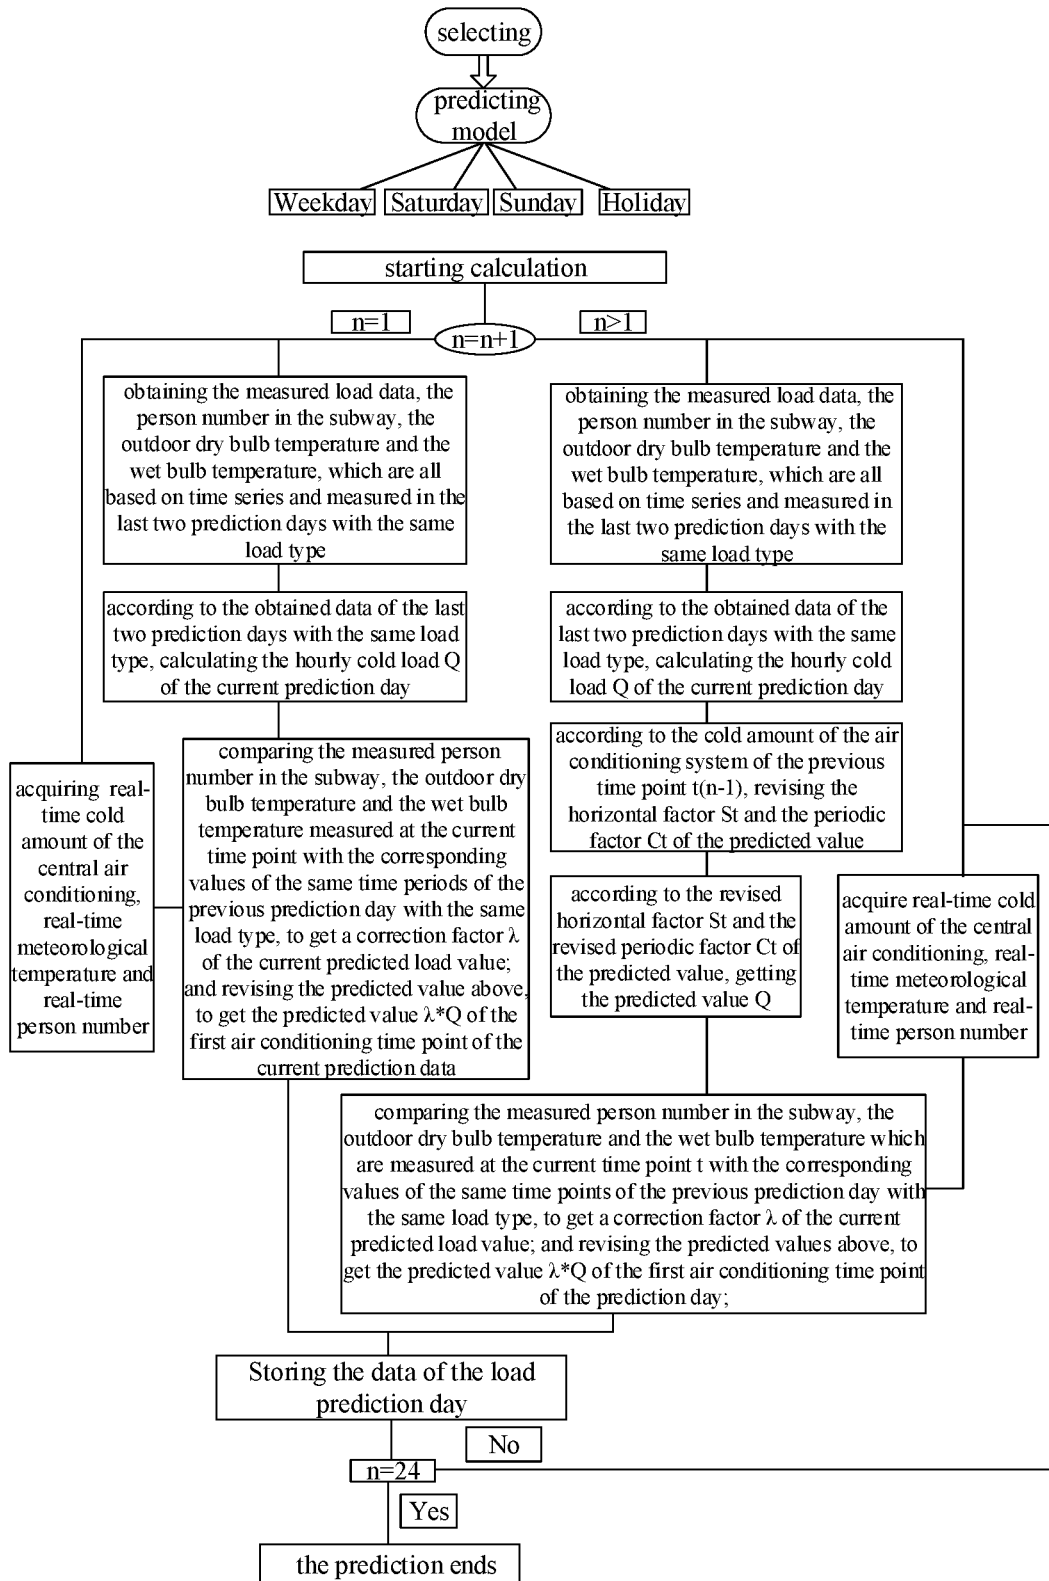 selecting
predicting
model
Weekday
Saturday
Sunday
Holiday
starting calculation
n=1
n=n+1
n>1
obtaining the measured load data, the
person number in the subway, the
outdoor dry bulb temperature and the
wet bulb temperature, which are all
based on time series and measured in the
last two prediction days with the same
load type
according to the obtained data of the last
two prediction days with the same load
type, calculating the hourly cold load Q
of the current prediction day
acquiring real-
time cold
amount of the
central air
conditioning,
real-time
meteorological
temperature and
real-time
person number
comparing the measured person
number in the subway, the outdoor dry
bulb temperature and the wet bulb
temperature measured at the current
time point with the corresponding
values of the same time periods of the
previous prediction day with the same
load type, to get a correction factor λ
of the current predicted load value;
and revising the predicted value above,
to get the predicted value λ*Q of the
first air conditioning time point of the
current prediction data
obtaining the measured load data, the
person number in the subway, the
outdoor dry bulb temperature and the
wet bulb temperature, which are all
based on time series and measured in
the last two prediction days with the
same load type
according to the obtained data of the
last two prediction days with the same
load type, calculating the hourly cold
load Q of the current prediction day
according to the cold amount of the air
conditioning system of the previous
time point t(n-1), revising the
horizontal factor St and the periodic
factor Ct of the predicted value
according to the revised
horizontal factor St and the
revised periodic factor Ct of
the predicted value, getting
the predicted value Q
acquire real-time cold
amount of the central
air conditioning, real-
time meteorological
temperature and real-
time person number
comparing the measured person number in the subway, the
outdoor dry bulb temperature and the wet bulb temperature which
are measured at the current time point t with the corresponding
values of the same time points of the previous prediction day with
the same load type, to get a correction factor λ of the current
predicted load value; and revising the predicted values above, to
get the predicted value λ*Q of the first air conditioning time point
of the prediction day;
Storing the data of the load
prediction day
No
n=24
Yes
the prediction ends